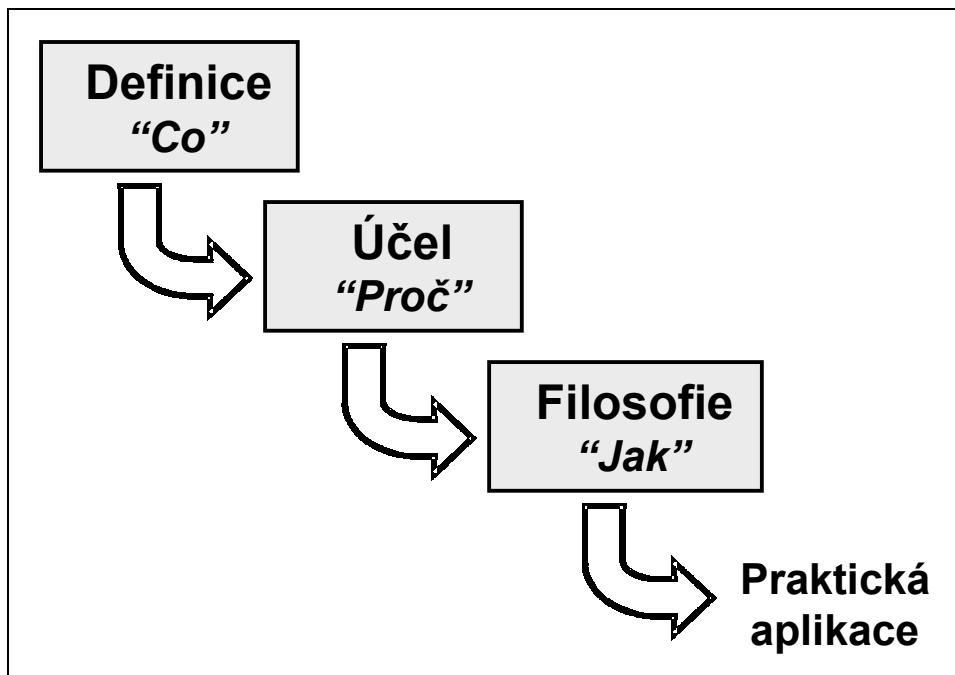 Definice
“Co”
Účel
“Proč”
Filosofie
“Jak”
Praktická
aplikace